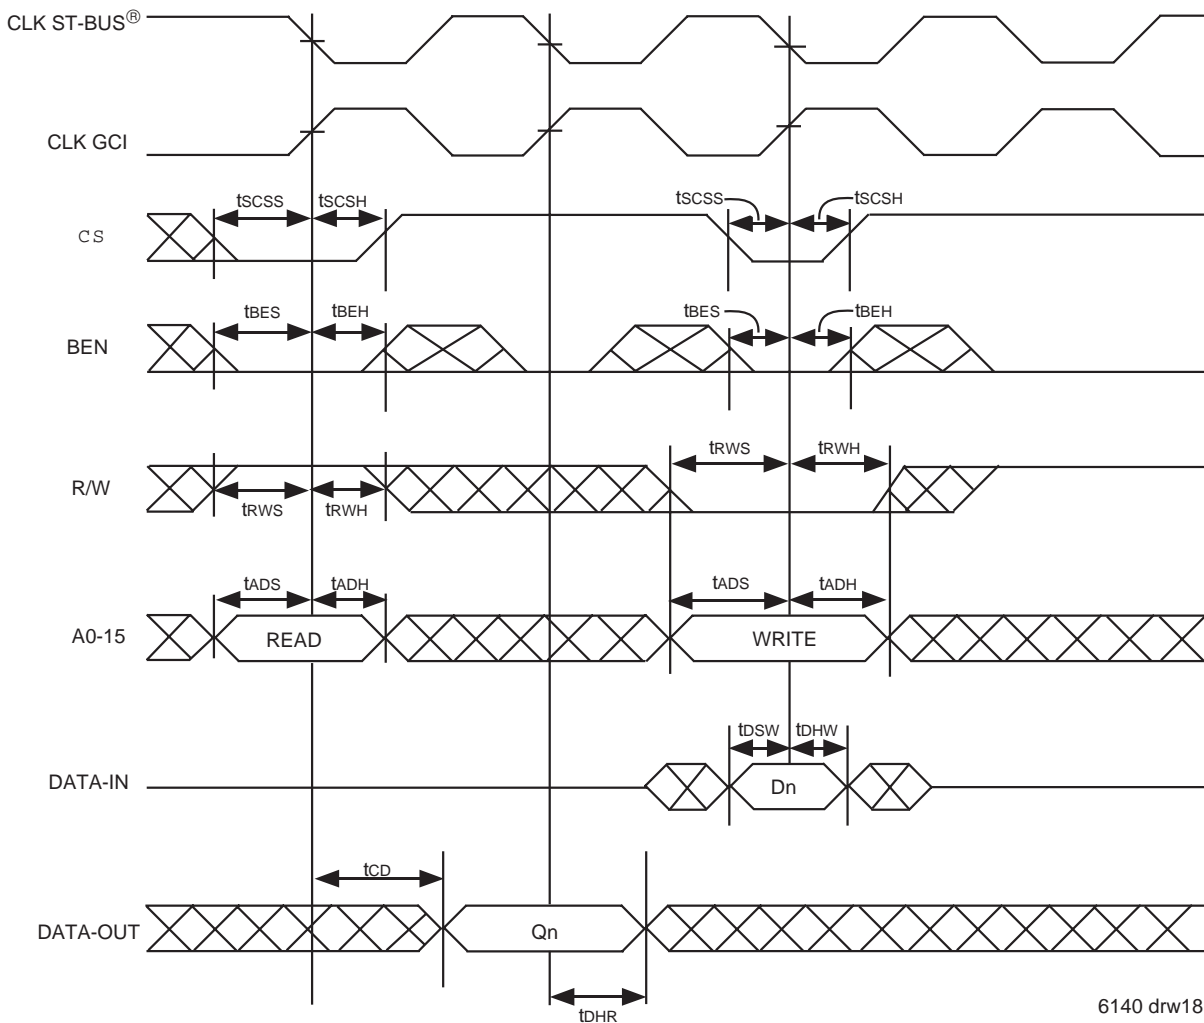 CLK ST-BUS®
CLK GCI
tSCSS tSCSH tSCSS tSCSH
CS
tBES tBEH tBES tBEH
BEN
tRWS tRWH
R/W
tRWS tRWH
tADS tADH tADS tADH
A0-15 READ WRITE
tDSW tDHW
DATA-IN Dn
tCD
DATA-OUT Qn
tDHR
6140 drw18